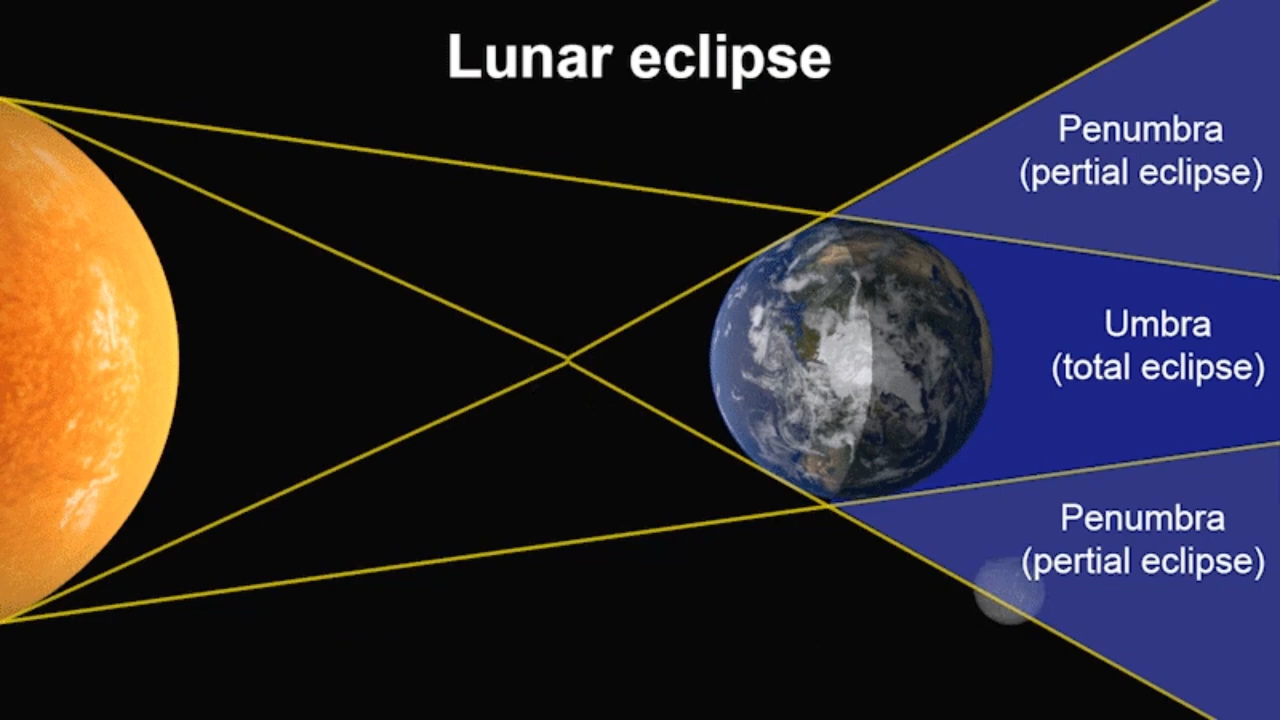 Lunar eclipse
Penumbra
(pertial eclipse)
Umbra
(total eclipse)
Penumbra
(pertial eclipse)